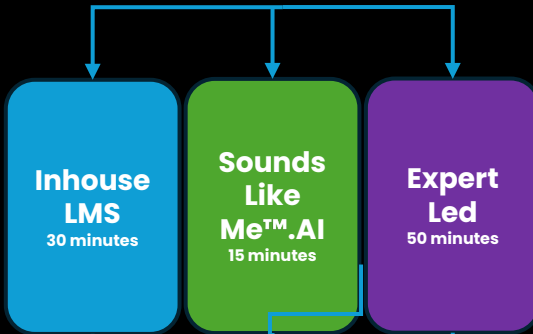 Inhouse
LMS
30 minutes
Sounds
Like
Me™.AI
15 minutes
Expert
Led
50 minutes